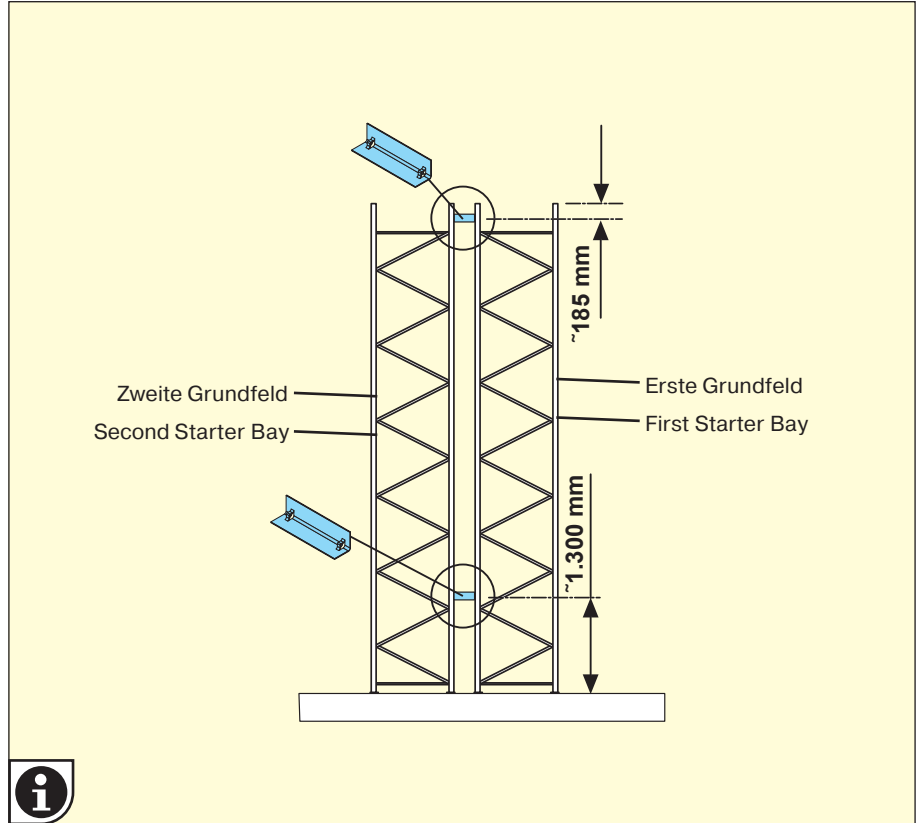 ~185 mm
Zweite Grundfeld
Second Starter Bay
Erste Grundfeld
First Starter Bay
~1.300 mm
i